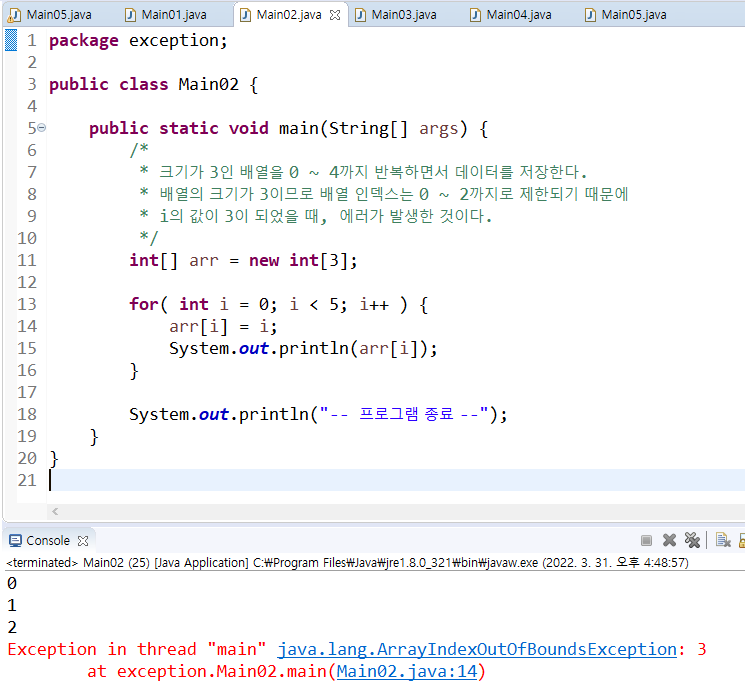 Main05.java Main01.java Main02.java Main03.java Main04.java Main05.java
1 package exception;
2
3 public class Main02 {
4
5 public static void main(String[] args) {
6 /*
7 * 크기가 3인 배열을 0 ~ 4까지 반복하면서 데이터를 저장한다.
8 * 배열의 크기가 3이므로 배열 인덱스는 0 ~ 2까지로 제한되기 때문에
9 * i의 값이 3이 되었을 때, 에러가 발생한 것이다.
10 */
11 int[] arr = new int[3];
12
13 for( int i = 0; i < 5; i++ ) {
14 arr[i] = i;
15 System.out.println(arr[i]);
16 }
17
18 System.out.println("-- 프로그램 종료 --");
19 }
20 }
21
Console
<terminated> Main02 (25) [Java Application] C:₩Program Files₩Java₩jre1.8.0_321₩bin₩javaw.exe (2022. 3. 31. 오후 4:48:57)
0
1
2
Exception in thread "main" java.lang.ArrayIndexOutOfBoundsException: 3
at exception.Main02.main(Main02.java:14)